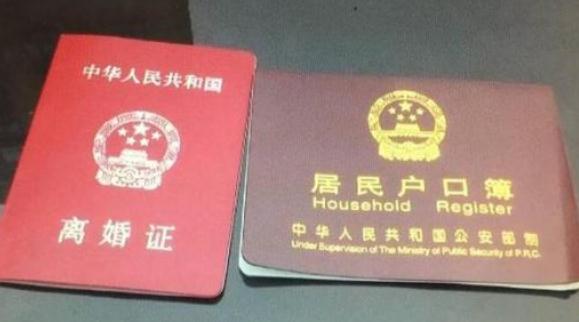 中华人民共和国
离婚证
居民户口簿
Household Register
中华人民共和国公安部制
Under Supervision of The Ministry of Public Security of P.R.C.